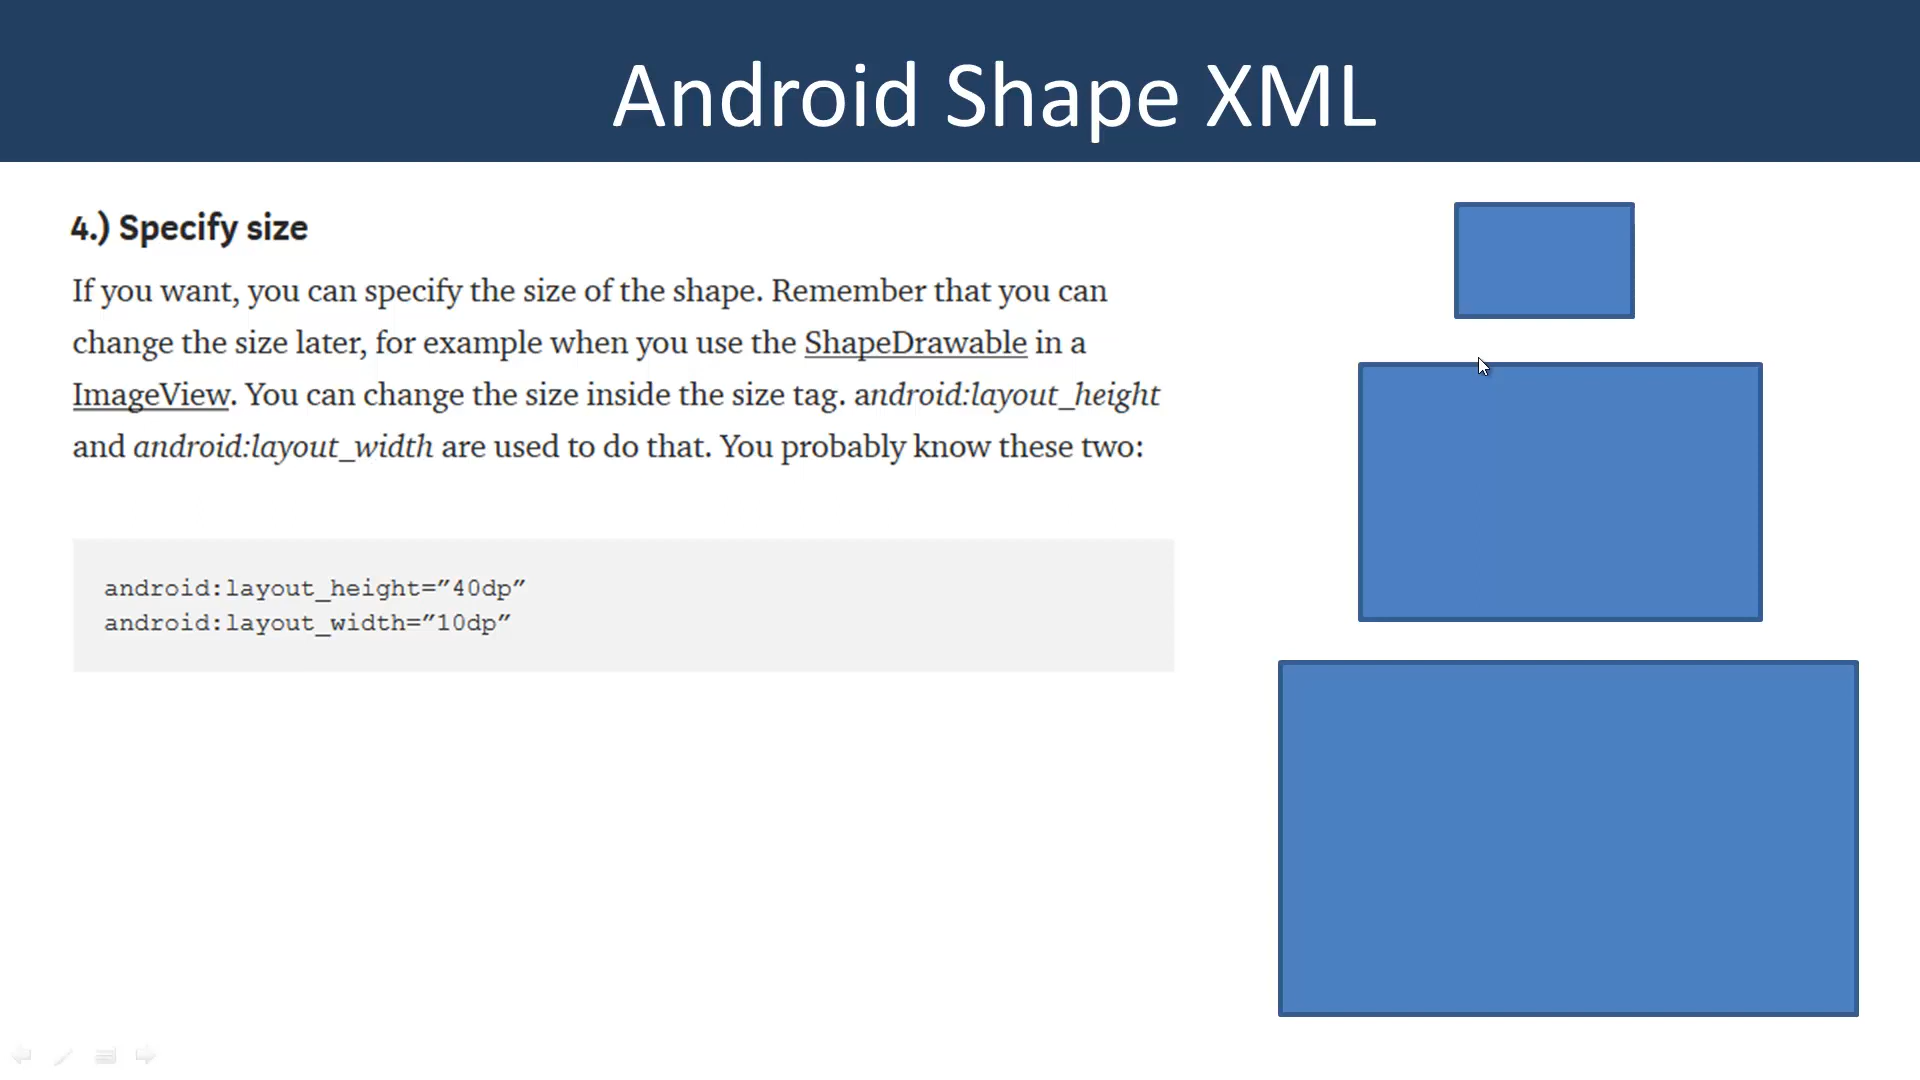 Android Shape XML
4.) Specify size
If you want, you can specify the size of the shape. Remember that you can
change the size later, for example when you use the ShapeDrawable in a
ImageView. You can change the size inside the size tag. android:layout_height
and android:layout_width are used to do that. You probably know these two:
android:layout_height=”40dp”
android:layout_width=”10dp”